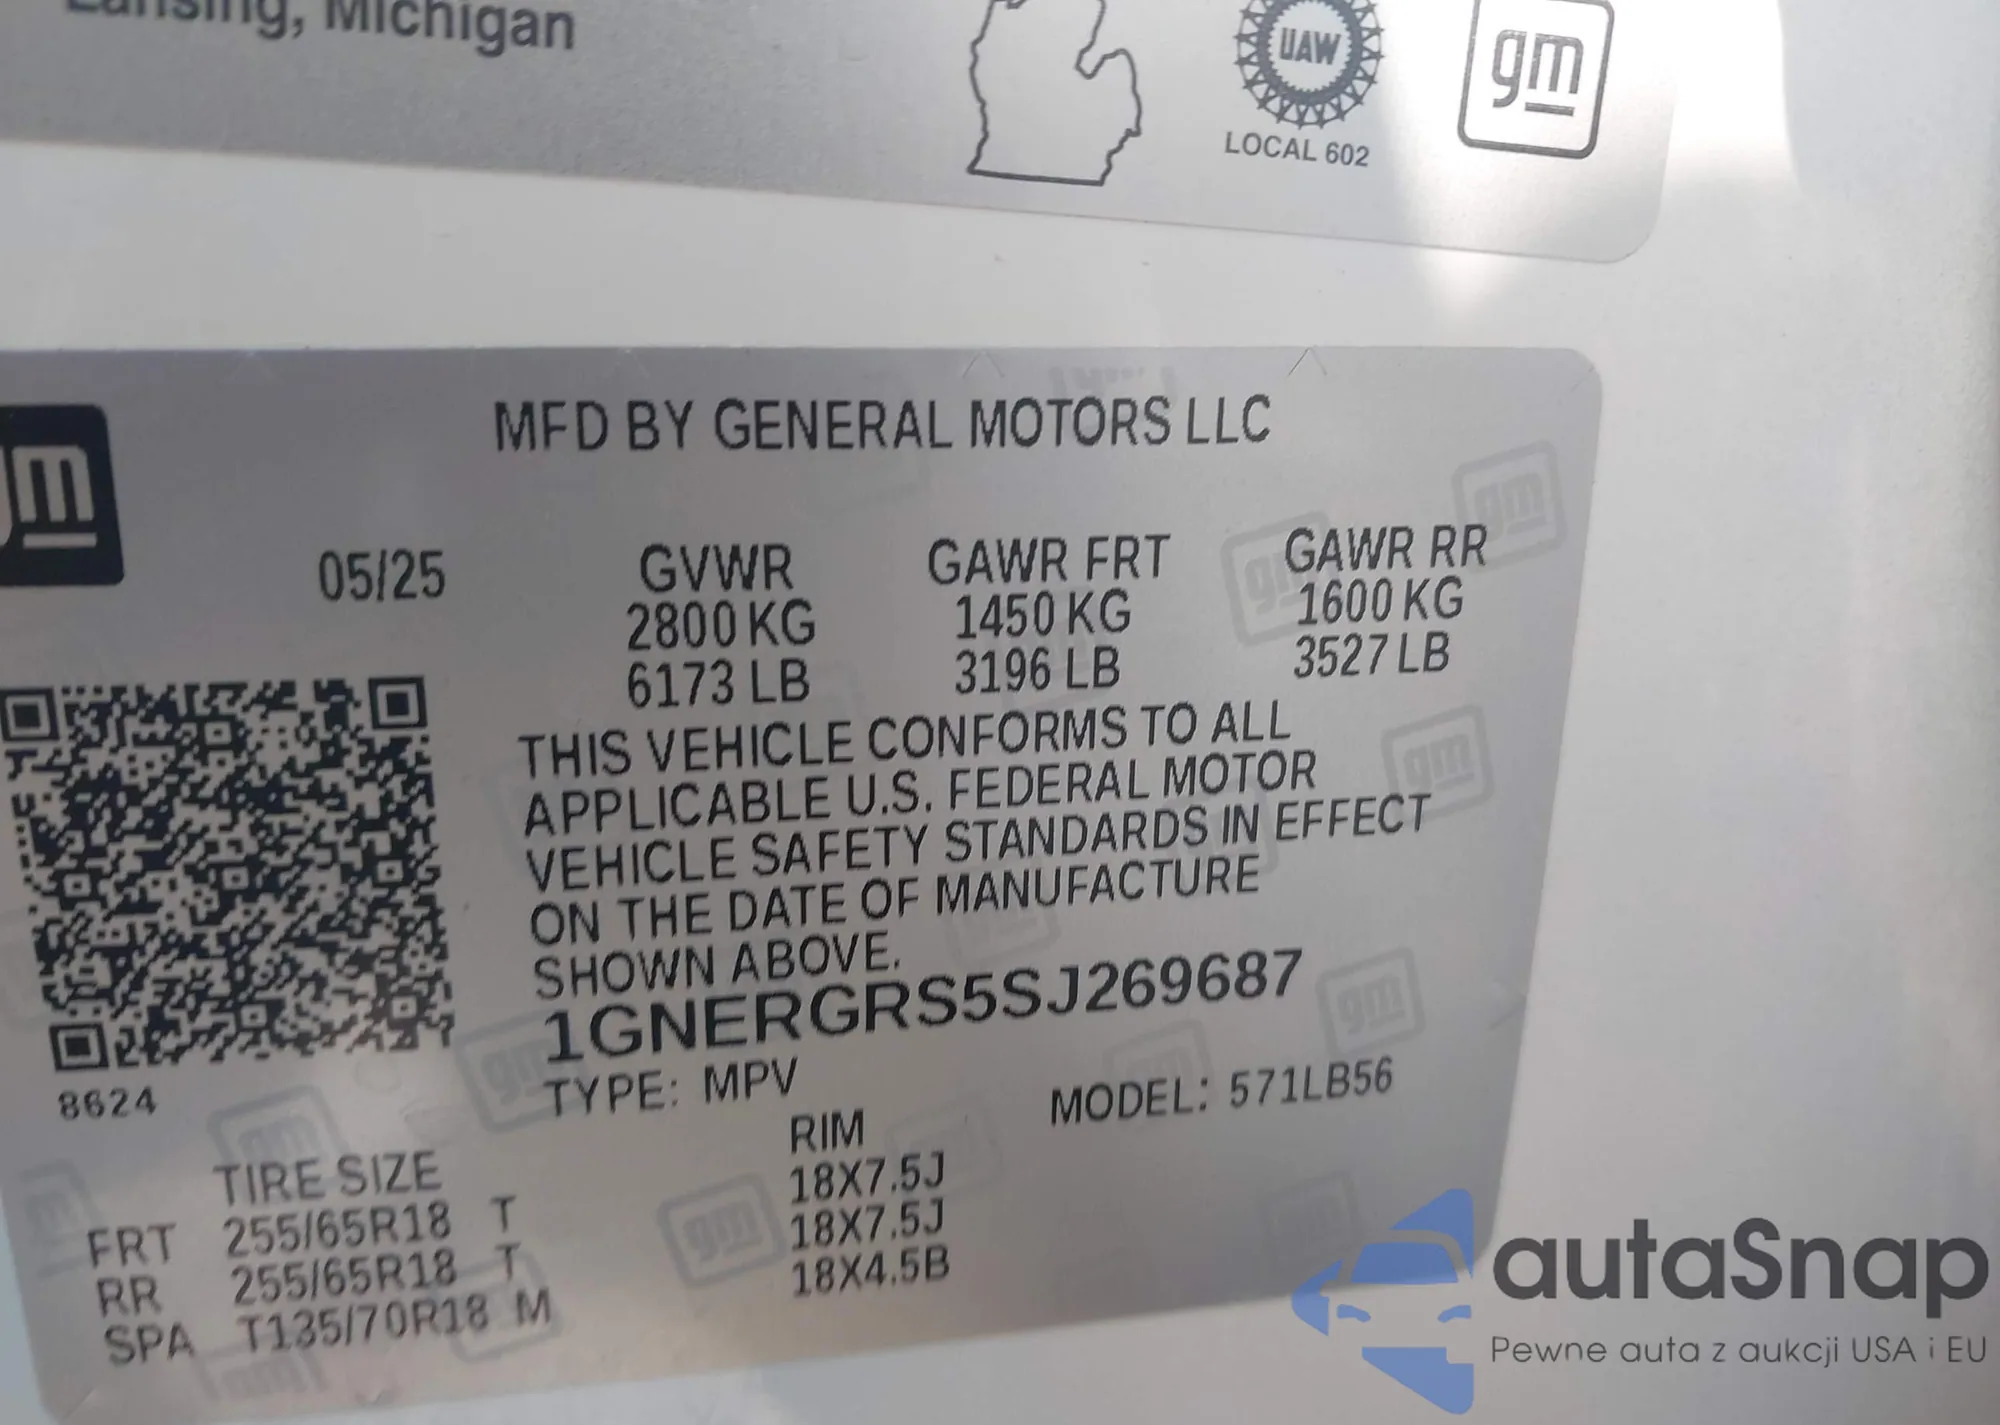 Lansing, Michigan
UAW
LOCAL 602
gm
MFD BY GENERAL MOTORS LLC
gm
05/25
GVWR GAWR FRT GAWR RR
2800 KG 1450 KG 1600 KG
6173 LB 3196 LB 3527 LB
THIS VEHICLE CONFORMS TO ALL
APPLICABLE U.S. FEDERAL MOTOR
VEHICLE SAFETY STANDARDS IN EFFECT
ON THE DATE OF MANUFACTURE
SHOWN ABOVE.
1GNERGRS5SJ269687
8624
TYPE: MPV MODEL: 571LB56
TIRE SIZE RIM
FRT 255/65R18 T 18X7.5J
RR 255/65R18 T 18X7.5J
SPA T135/70R18 M 18X4.5B
autaSnap
Pewne auta z aukcji USA i EU